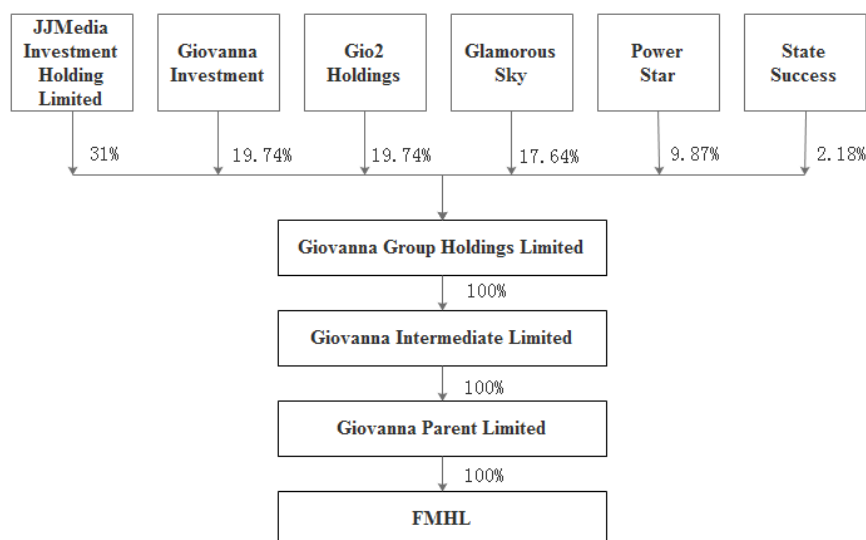 JJMedia
Investment
Holding
Limited
Giovanna
Investment
Gio2
Holdings
Glamorous
Sky
Power
Star
State
Success
31%
19.74%
19.74%
17.64%
9.87%
2.18%
Giovanna Group Holdings Limited
100%
Giovanna Intermediate Limited
100%
Giovanna Parent Limited
100%
FMHL